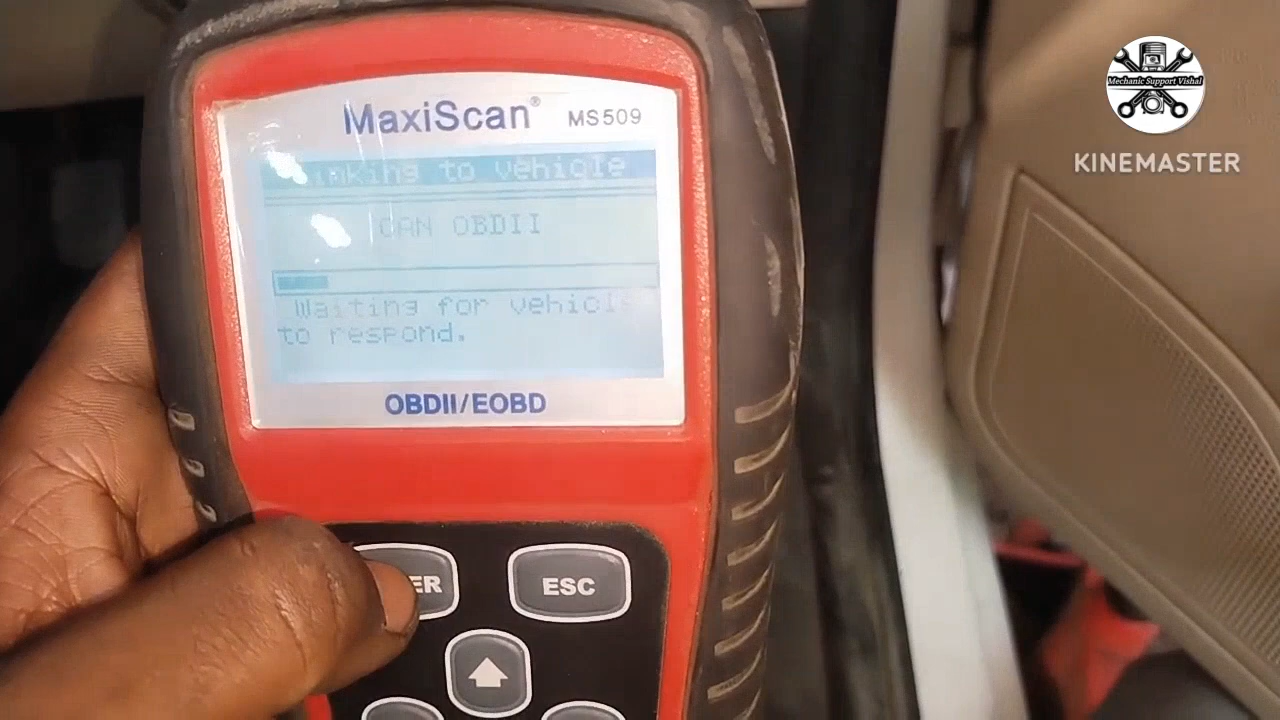 MaxiScan® MS509
to vehicle
CAN OBDII
Waiting for vehicle
to respond.
OBDII/EOBD
ER
ESC
Mechanic Support Vishal
KINEMASTER